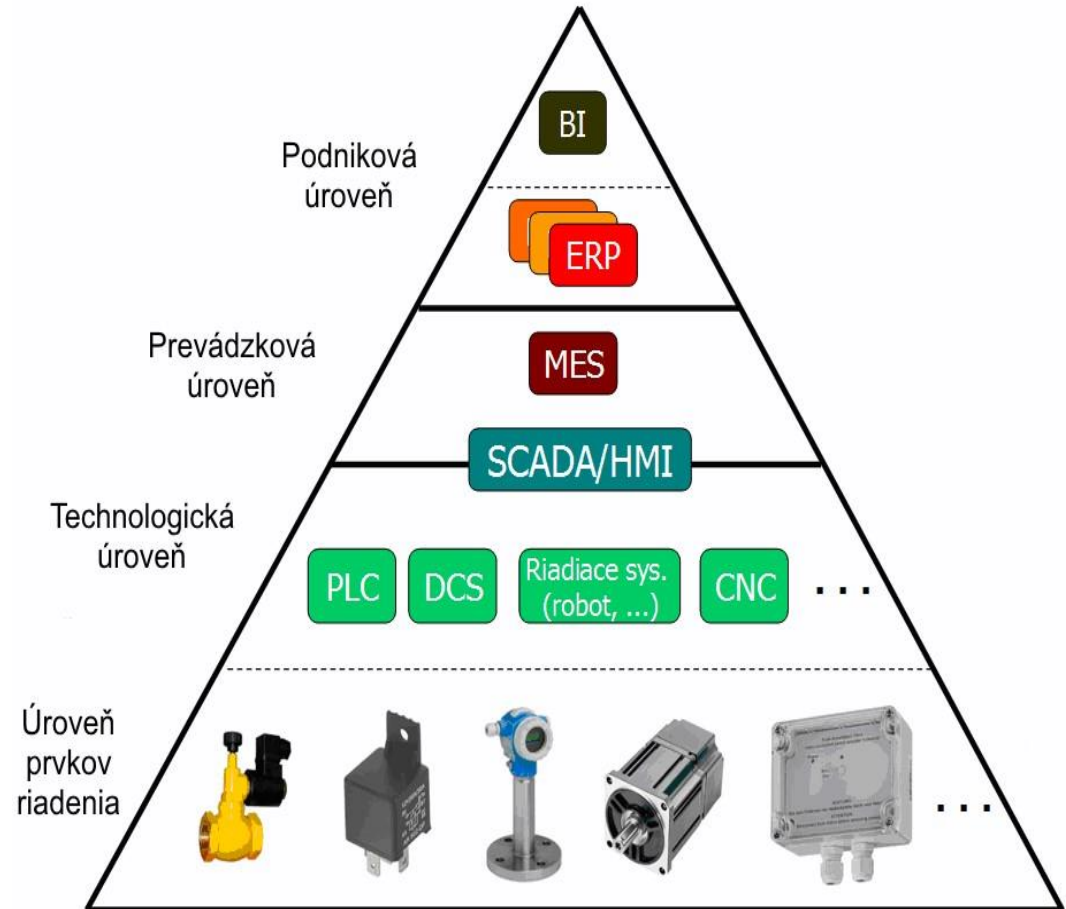 BI
Podniková
úroveň
ERP
Prevádzková
úroveň
MES
SCADA/HMI
Technologická
úroveň
PLC
DCS
Riadiace sys.
(robot, ...)
CNC
...
Úroveň
prvkov
riadenia
...